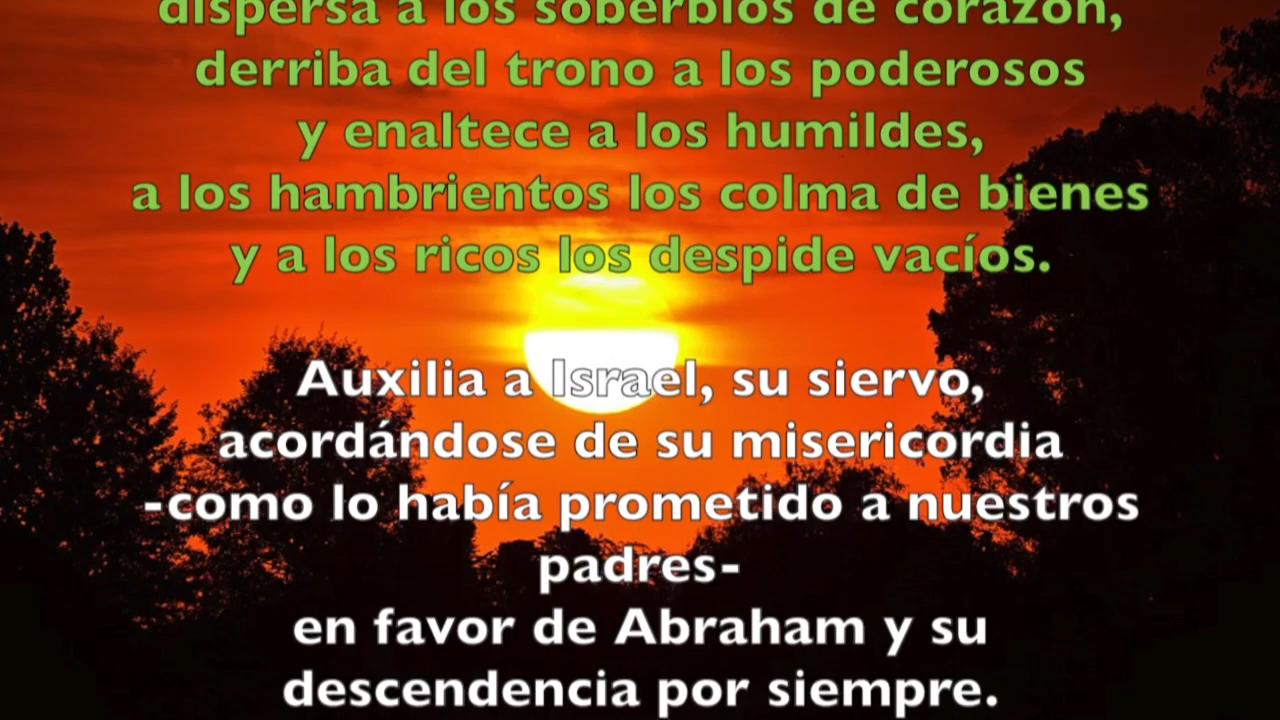 dispersa a los soberbios de corazón,
derriba del trono a los poderosos
y enaltece a los humildes,
a los hambrientos los colma de bienes
y a los ricos los despide vacíos.
Auxilia a Israel, su siervo,
acordándose de su misericordia
-como lo había prometido a nuestros
padres-
en favor de Abraham y su
descendencia por siempre.